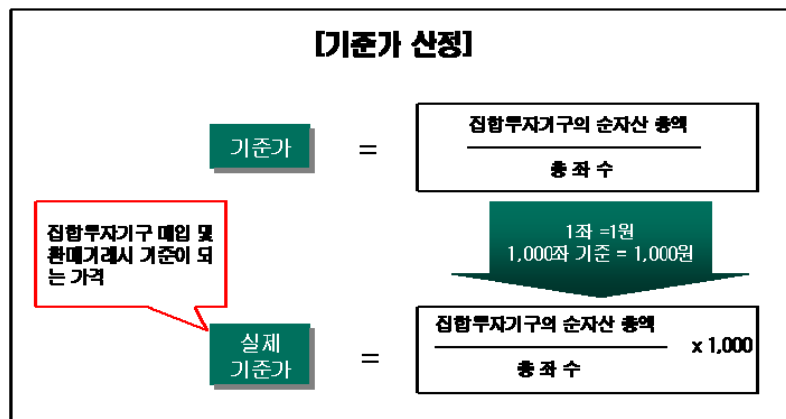 [기준가 산정]
기준가
=
집합투자기구의 순자산 총액
총 좌 수
1좌 =1원
1,000좌 기준 = 1,000원
집합투자기구 매입 및
환매거래시 기준이 되
는 가격
실제
기준가
=
집합투자기구의 순자산 총액
총 좌 수
x 1,000